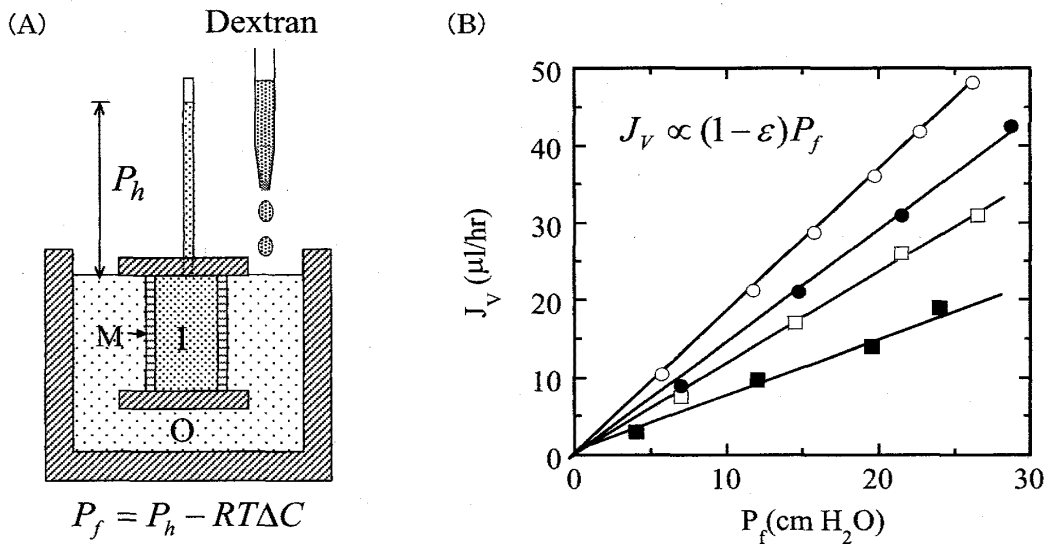 (A)
Dextran
P_h
M
I
O
P_f = P_h − RTΔC
(B)
J_V ∝ (1−ε)P_f
J_V (μl/hr)
50
40
30
20
10
0
0
10
20
30
P_f(cm H₂O)